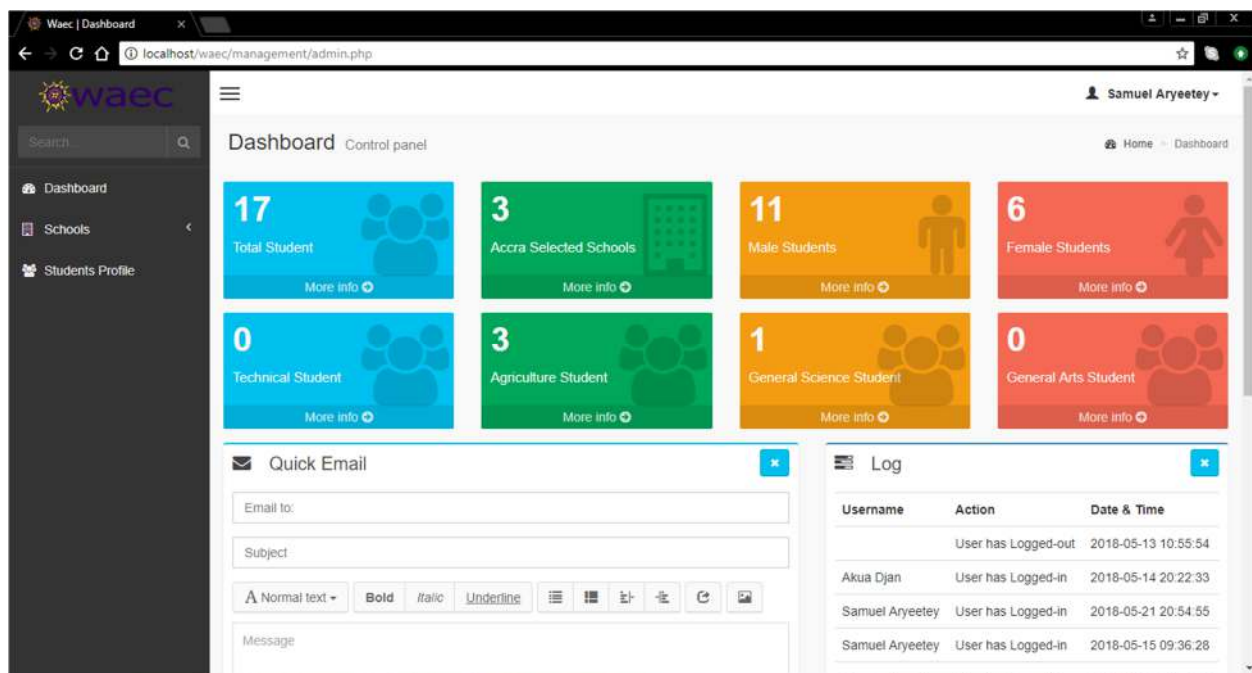 Waec | Dashboard
localhost/waec/management/admin.php
waec
Samuel Aryeetey
Search...
Dashboard Control panel
Home > Dashboard
Dashboard
Schools
Students Profile
17
Total Student
More info
3
Accra Selected Schools
More info
11
Male Students
More info
6
Female Students
More info
0
Technical Student
More info
3
Agriculture Student
More info
1
General Science Student
More info
0
General Arts Student
More info
Quick Email
Email to:
Subject
A Normal text Bold Italic Underline
Message
Log
Username Action Date & Time
User has Logged-out 2018-05-13 10:55:54
Akua Djan User has Logged-in 2018-05-14 20:22:33
Samuel Aryeetey User has Logged-in 2018-05-21 20:54:55
Samuel Aryeetey User has Logged-in 2018-05-15 09:36:28